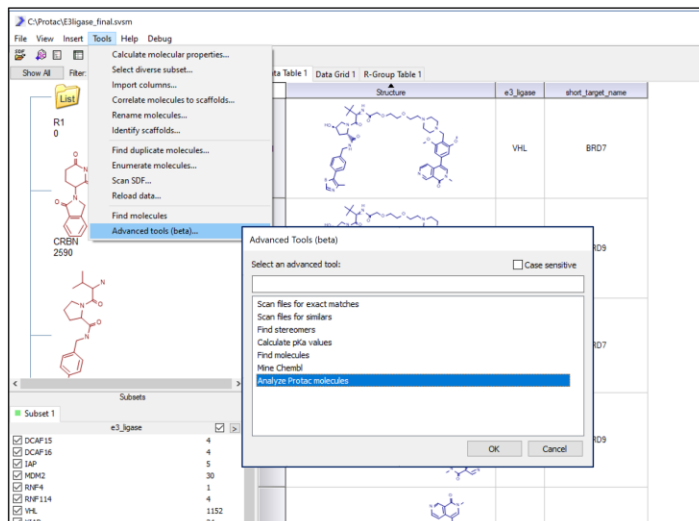 C:\Protac\E3ligase_final.svsm
File View Insert Tools Help Debug
Calculate molecular properties...
Select diverse subset...
Import columns...
Correlate molecules to scaffolds...
Rename molecules...
Identify scaffolds...
Find duplicate molecules...
Enumerate molecules...
Scan SDF...
Reload data...
Find molecules
Advanced tools (beta)...
Show All Filter:
ta Table 1 Data Grid 1 R-Group Table 1
Structure e3_ligase short_target_name
List
R1
0
VHL BRD7
CRBN
2590
RD9
RD7
RD9
Advanced Tools (beta)
Select an advanced tool: Case sensitive
Scan files for exact matches
Scan files for similars
Find stereomers
Calculate pKa values
Find molecules
Mine Chembl
Analyze Protac molecules
OK Cancel
Subsets
Subset 1
e3_ligase >
DCAF15 4
DCAF16 4
IAP 5
MDM2 30
RNF4 1
RNF114 4
VHL 1152